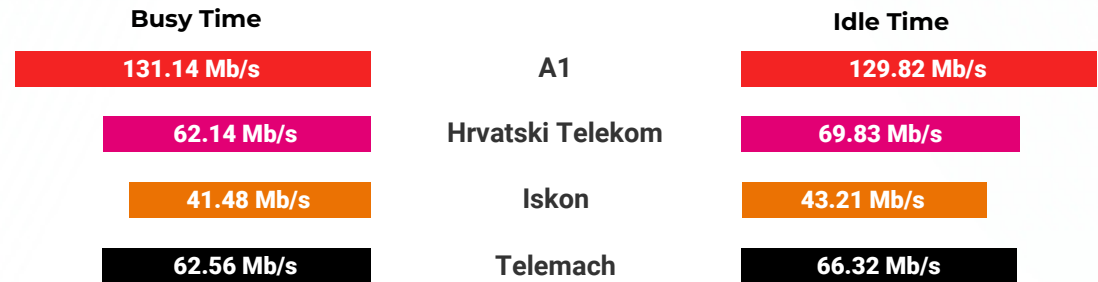 Busy Time
Idle Time
131.14 Mb/s
A1
129.82 Mb/s
62.14 Mb/s
Hrvatski Telekom
69.83 Mb/s
41.48 Mb/s
Iskon
43.21 Mb/s
62.56 Mb/s
Telemach
66.32 Mb/s